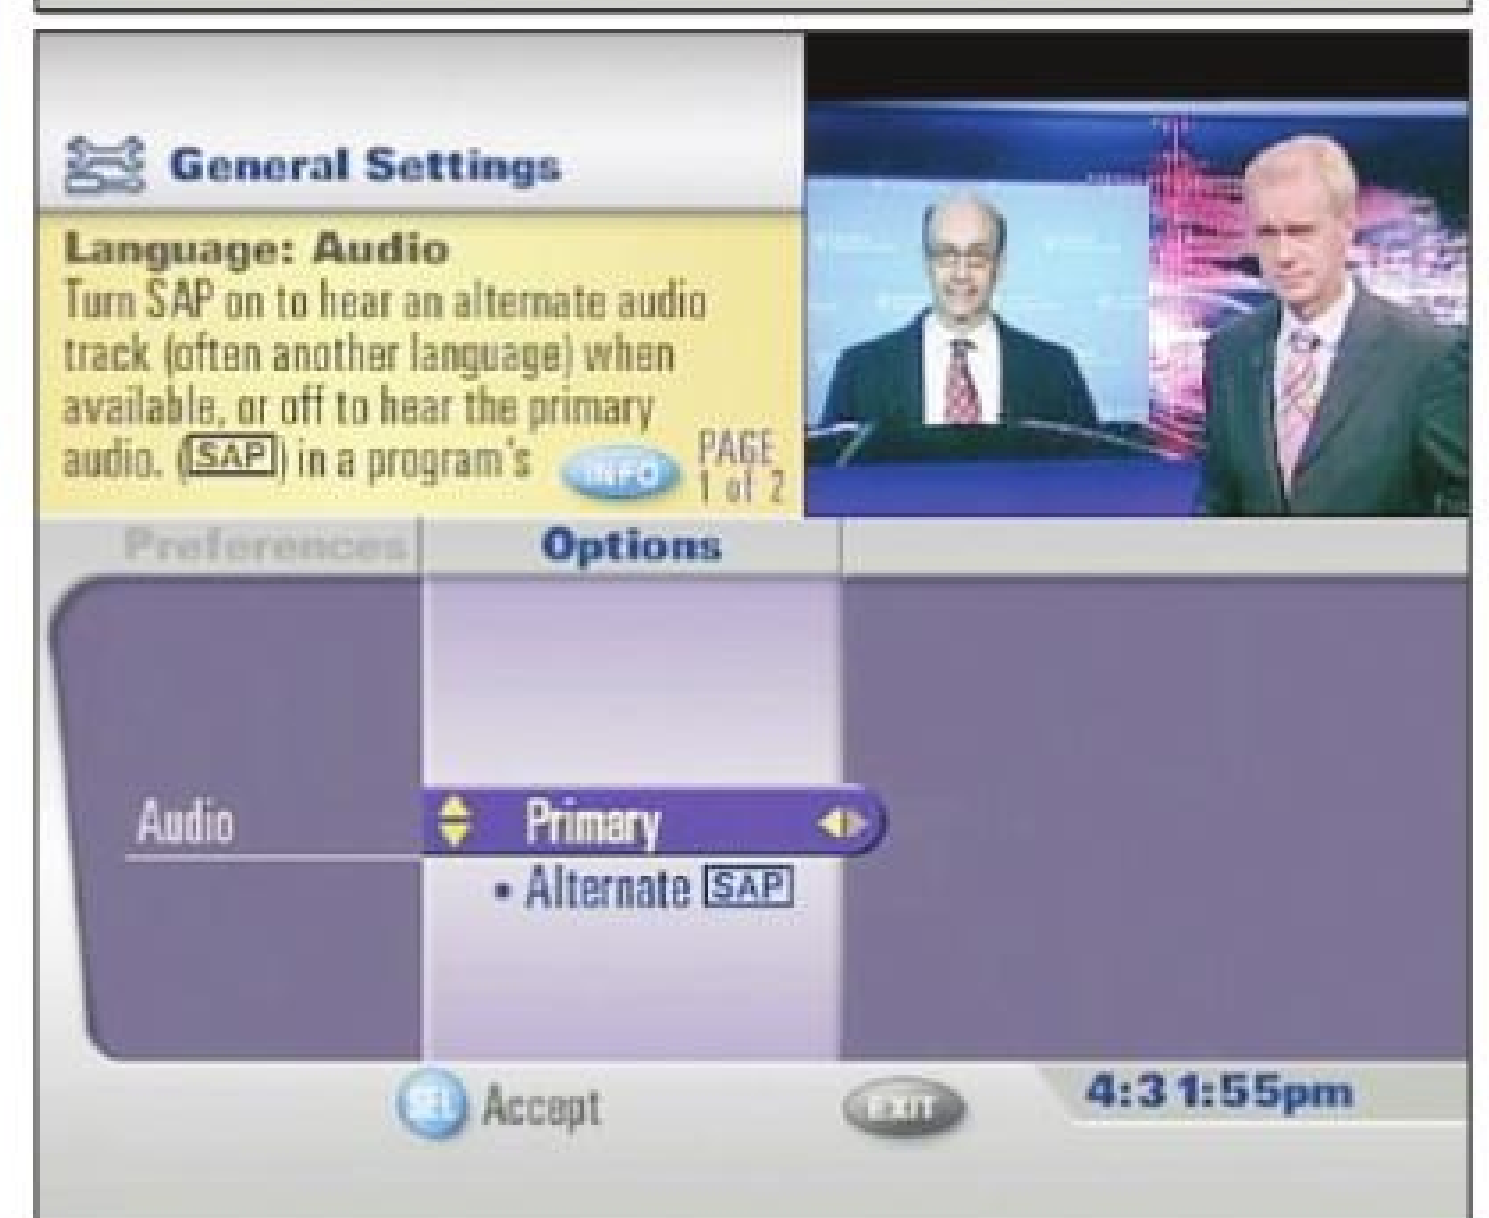 General Settings
Language: Audio
Turn SAP on to hear an alternate audio
track (often another language) when
available, or off to hear the primary
audio. (SAP) in a program's
INFO
PAGE
1 of 2
Preferences
Options
Audio
Primary
• Alternate SAP
SEL Accept
EXIT
4:3 1:55pm